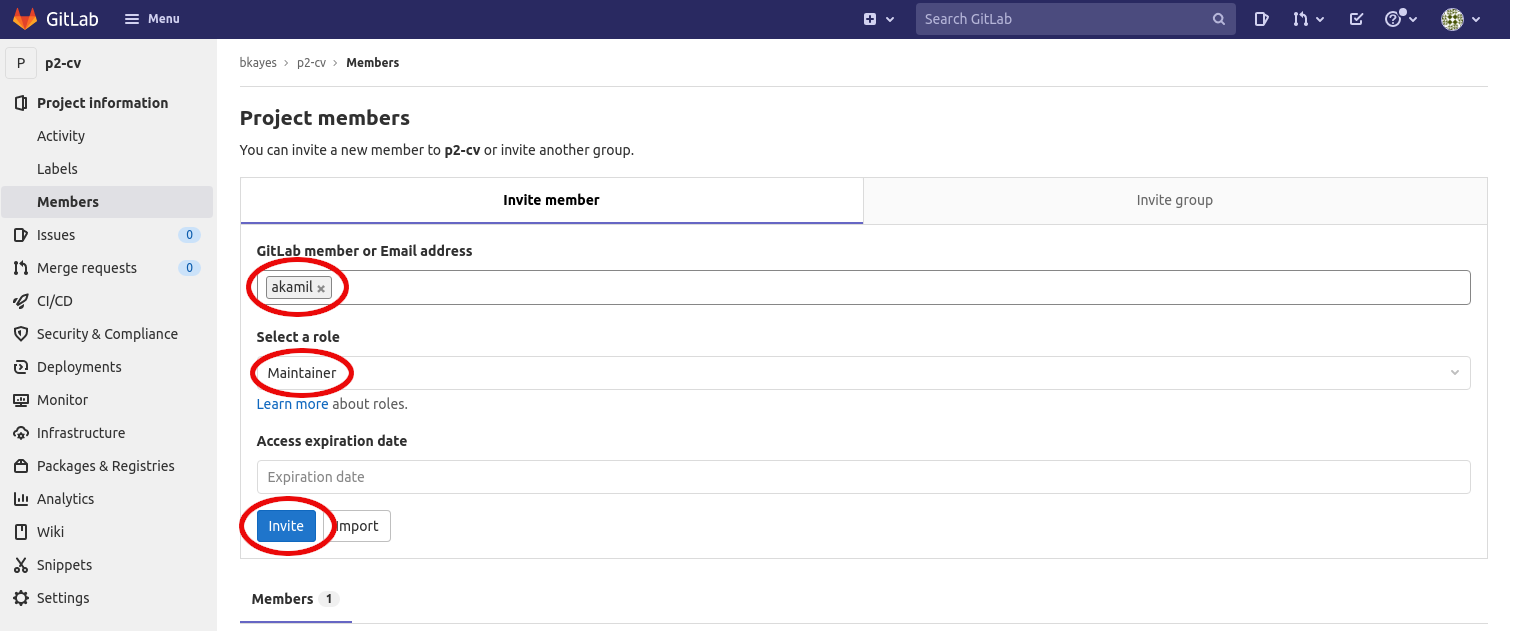 GitLab Menu Search GitLab
P p2-cv
Project information
Activity
Labels
Members
Issues 0
Merge requests 0
CI/CD
Security & Compliance
Deployments
Monitor
Infrastructure
Packages & Registries
Analytics
Wiki
Snippets
Settings
bkayes › p2-cv › Members
Project members
You can invite a new member to p2-cv or invite another group.
Invite member Invite group
GitLab member or Email address
akamil ×
Select a role
Maintainer
Learn more about roles.
Access expiration date
Expiration date
Invite Import
Members 1